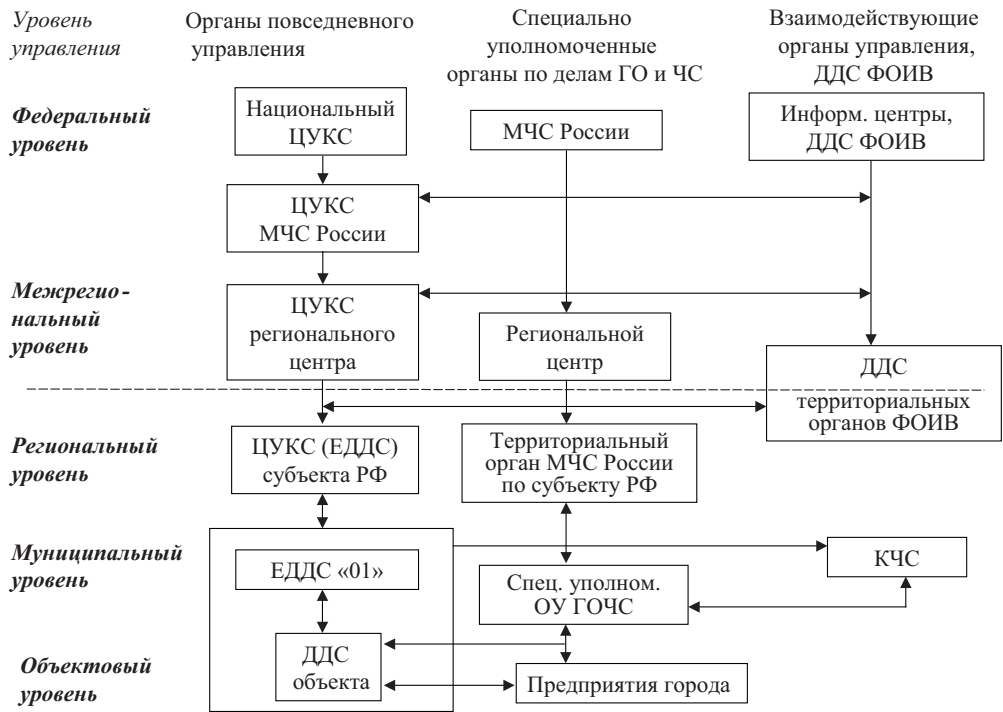 Уровень
управления
Органы повседневного
управления
Специально
уполномоченные
органы по делам ГО и ЧС
Взаимодействующие
органы управления,
ДДС ФОИВ
Федеральный
уровень
Национальный
ЦУКС
МЧС России
Информ. центры,
ДДС ФОИВ
ЦУКС
МЧС России
Межрегио-
нальный
уровень
ЦУКС
регионального
центра
Региональной
центр
ДДС
территориальных
органов ФОИВ
Региональный
уровень
ЦУКС (ЕДДС)
субъекта РФ
Территориальный
орган МЧС России
по субъекту РФ
Муниципальный
уровень
ЕДДС «01»
Спец. уполном.
ОУ ГОЧС
КЧС
Объектовый
уровень
ДДС
объекта
Предприятия города